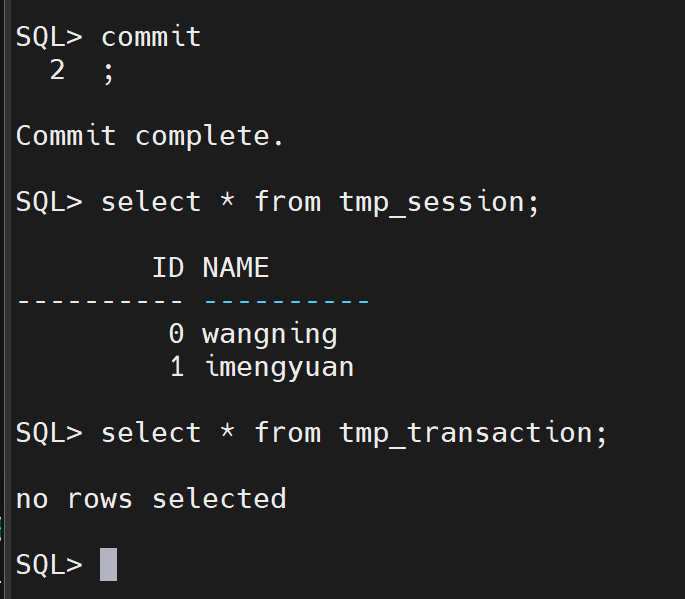 SQL> commit
  2  ;
Commit complete.
SQL> select * from tmp_session;
        ID NAME
---------- ----------
         0 wangning
         1 imengyuan
SQL> select * from tmp_transaction;
no rows selected
SQL>